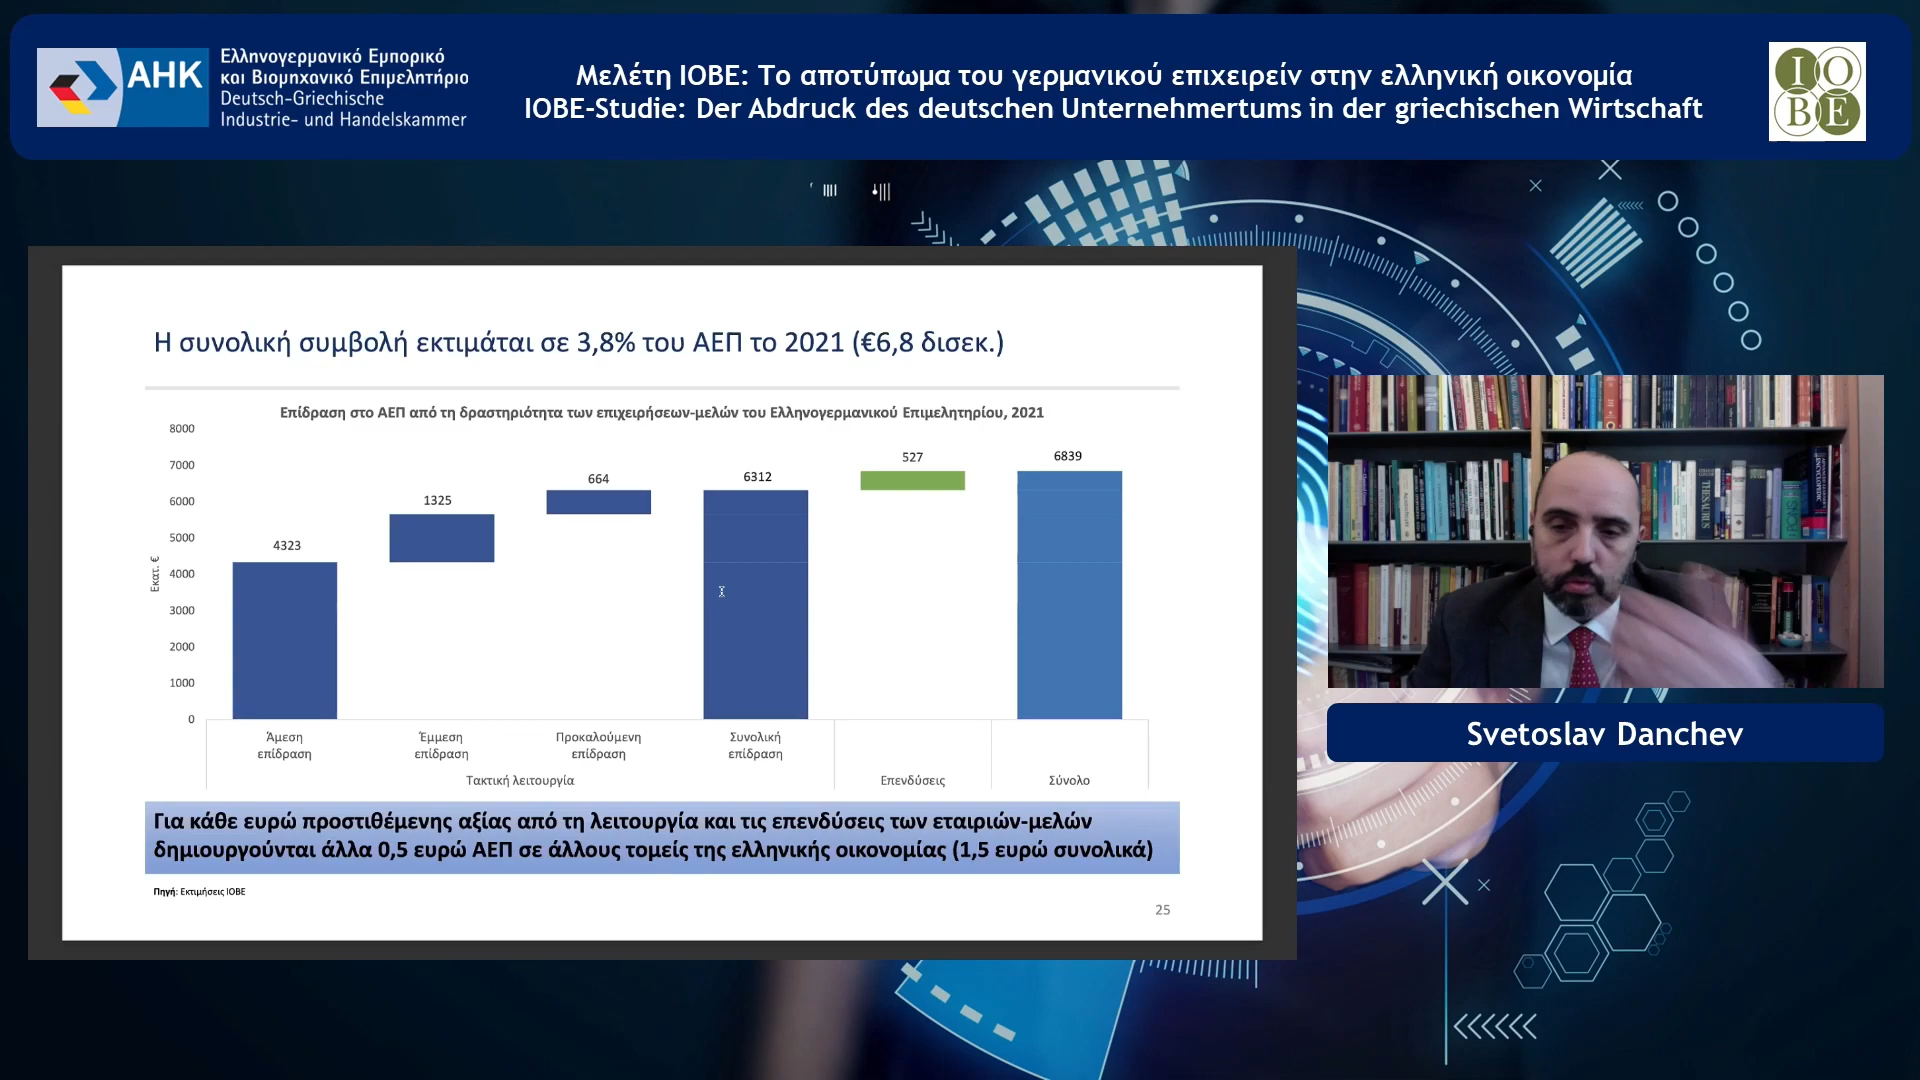 AHK
Ελληνογερμανικό Εμπορικό
και Βιομηχανικό Επιμελητήριο
Deutsch-Griechische
Industrie- und Handelskammer
Μελέτη ΙΟΒΕ: Το αποτύπωμα του γερμανικού επιχειρείν στην ελληνική οικονομία
IOBE-Studie: Der Abdruck des deutschen Unternehmertums in der griechischen Wirtschaft
IO
BE
Η συνολική συμβολή εκτιμάται σε 3,8% του ΑΕΠ το 2021 (€6,8 δισεκ.)
Επίδραση στο ΑΕΠ από τη δραστηριότητα των επιχειρήσεων-μελών του Ελληνογερμανικού Επιμελητηρίου, 2021
8000
7000
6000
5000
4000
3000
2000
1000
0
Εκατ. €
4323
1325
664
6312
527
6839
Άμεση επίδραση
Έμμεση επίδραση
Προκαλούμενη επίδραση
Συνολική επίδραση
Τακτική λειτουργία
Επενδύσεις
Σύνολο
Για κάθε ευρώ προστιθέμενης αξίας από τη λειτουργία και τις επενδύσεις των εταιριών-μελών
δημιουργούνται άλλα 0,5 ευρώ ΑΕΠ σε άλλους τομείς της ελληνικής οικονομίας (1,5 ευρώ συνολικά)
Πηγή: Εκτιμήσεις ΙΟΒΕ
25
THESAURUS
Svetoslav Danchev